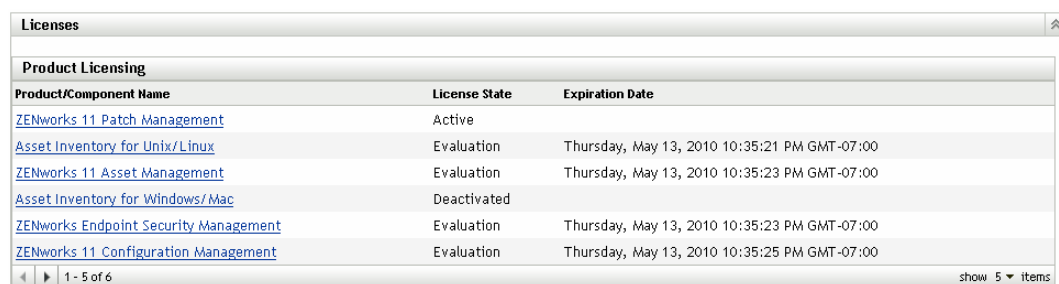 Licenses
Product Licensing
Product/Component Name License State Expiration Date
ZENworks 11 Patch Management Active
Asset Inventory for Unix/Linux Evaluation Thursday, May 13, 2010 10:35:21 PM GMT-07:00
ZENworks 11 Asset Management Evaluation Thursday, May 13, 2010 10:35:23 PM GMT-07:00
Asset Inventory for Windows/Mac Deactivated
ZENworks Endpoint Security Management Evaluation Thursday, May 13, 2010 10:35:23 PM GMT-07:00
ZENworks 11 Configuration Management Evaluation Thursday, May 13, 2010 10:35:25 PM GMT-07:00
1 - 5 of 6 show 5 items